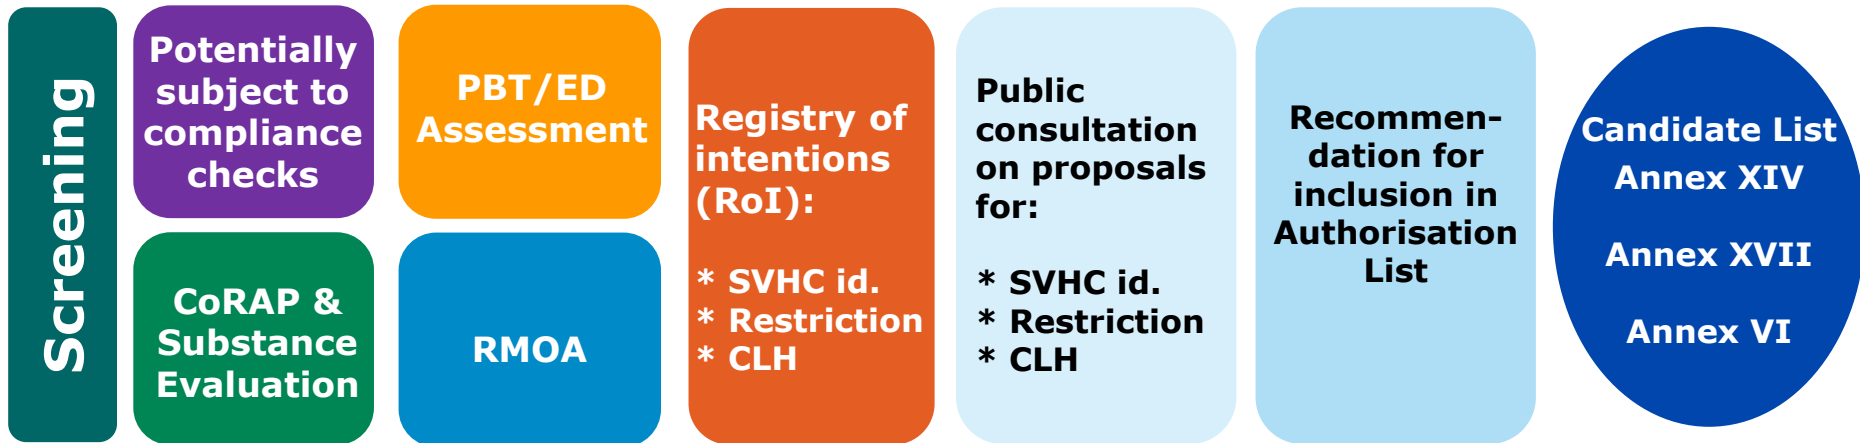 Screening
Potentially
subject to
compliance
checks
CoRAP &
Substance
Evaluation
PBT/ED
Assessment
RMOA
Registry of
intentions
(RoI):
* SVHC id.
* Restriction
* CLH
Public
consultation
on proposals
for:
* SVHC id.
* Restriction
* CLH
Recommen-
dation for
inclusion in
Authorisation
List
Candidate List
Annex XIV
Annex XVII
Annex VI